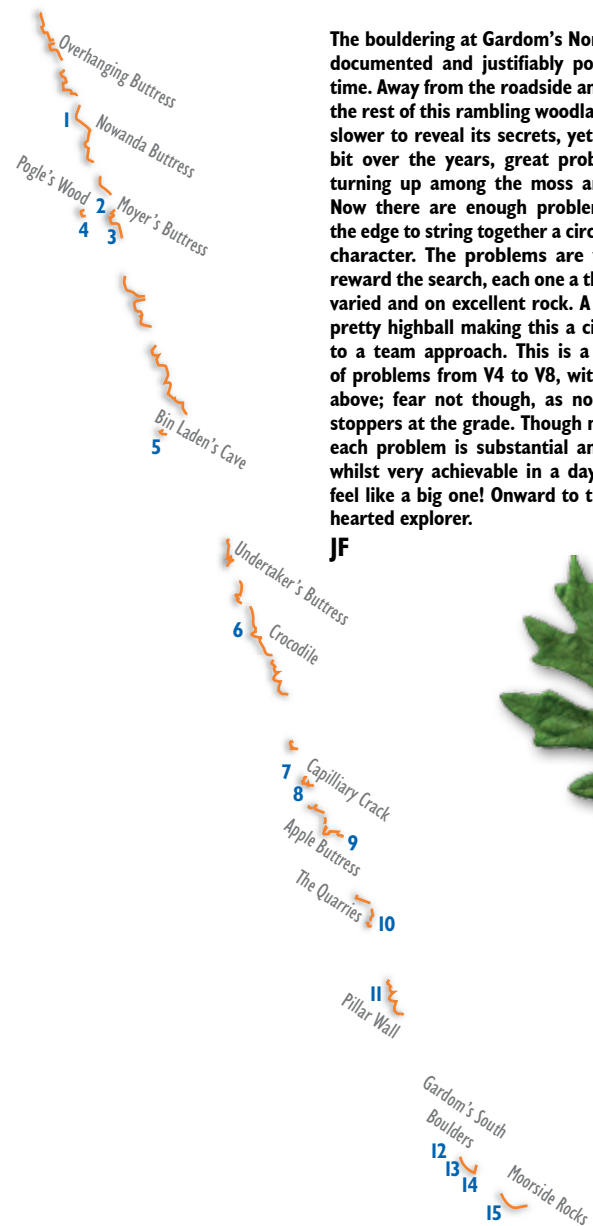 Overhanging Buttress
1
Nowanda Buttress
Pogle's Wood
2
Moyer's Buttress
4
3
Bin Laden's Cave
5
Undertaker's Buttress
6
Crocodile
7
Capilliary Crack
8
9
Apple Buttress
The Quarries
10
11
Pillar Wall
Gardom's South
Boulders
12
13
14
Moorside Rocks
15
The bouldering at Gardom's Nor
documented and justifiably po
time. Away from the roadside an
the rest of this rambling woodla
slower to reveal its secrets, yet
bit over the years, great prob
turning up among the moss a
Now there are enough problem
the edge to string together a circ
character. The problems are
reward the search, each one a th
varied and on excellent rock. A
pretty highball making this a ci
to a team approach. This is a
of problems from V4 to V8, wit
above; fear not though, as no
stoppers at the grade. Though n
each problem is substantial an
whilst very achievable in a day
feel like a big one! Onward to t
hearted explorer.
JF